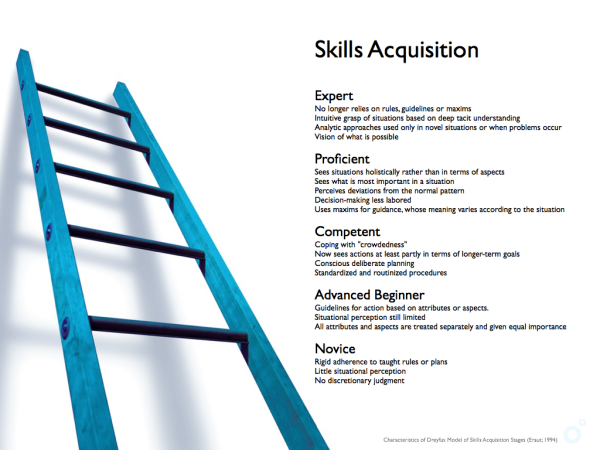 Skills Acquisition
Expert
No longer relies on rules, guidelines or maxims
Intuitive grasp of situations based on deep tacit understanding
Analytic approaches used only in novel situations or when problems occur
Vision of what is possible
Proficient
Sees situations holistically rather than in terms of aspects
Sees what is most important in a situation
Perceives deviations from the normal pattern
Decision-making less labored
Uses maxims for guidance, whose meaning varies according to the situation
Competent
Coping with "crowdedness"
Now sees actions at least partly in terms of longer-term goals
Conscious deliberate planning
Standardized and routinized procedures
Advanced Beginner
Guidelines for action based on attributes or aspects.
Situational perception still limited
All attributes and aspects are treated separately and given equal importance
Novice
Rigid adherence to taught rules or plans
Little situational perception
No discretionary judgment
Characteristics of Dreyfus Model of Skills Acquisition Stages (Eraut; 1994)